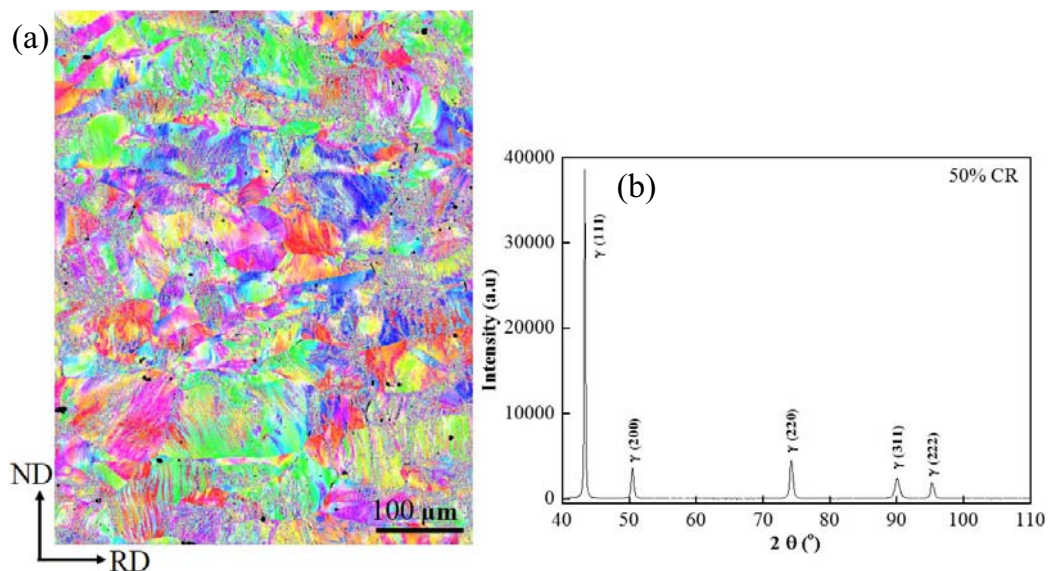 (a)
ND
RD
100 µm
(b)
50% CR
Intensity (a.u)
40000
30000
20000
10000
0
γ (111)
γ (200)
γ (220)
γ (311)
γ (222)
40 50 60 70 80 90 100 110
2 θ (°)